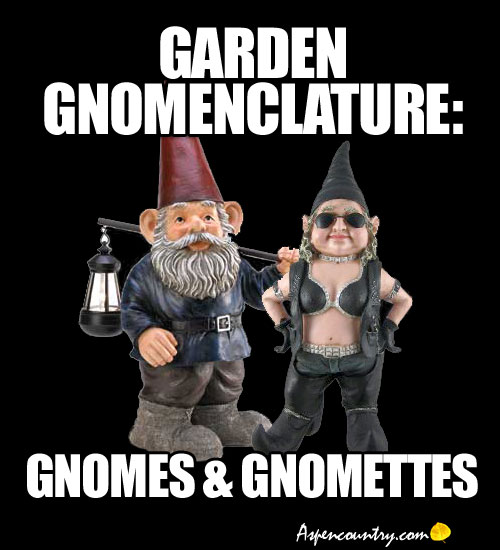 GARDEN
GNOMENCLATURE:
GNOMES & GNOMETTES
Aspencountry.com